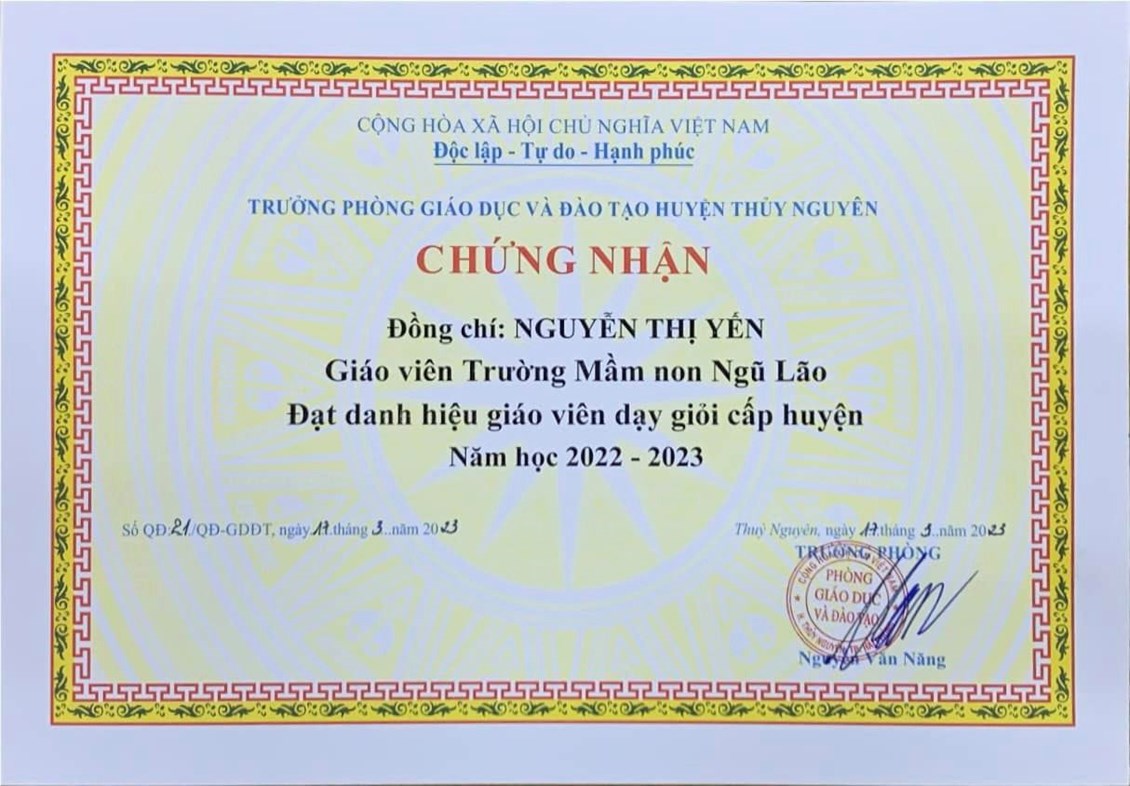 CỘNG HÒA XÃ HỘI CHỦ NGHĨA VIỆT NAM
Độc lập - Tự do - Hạnh phúc
TRƯỞNG PHÒNG GIÁO DỤC VÀ ĐÀO TẠO HUYỆN THỦY NGUYÊN
CHỨNG NHẬN
Đồng chí: NGUYỄN THỊ YẾN
Giáo viên Trường Mầm non Ngũ Lão
Đạt danh hiệu giáo viên dạy giỏi cấp huyện
Năm học 2022 - 2023
Số QĐ:21/QĐ-GDĐT, ngày 17.tháng 3..năm 2023
Thuỷ Nguyên, ngày 17.tháng 3..năm 2023
TRƯỞNG PHÒNG
PHÒNG
GIÁO DỤC
VÀ ĐÀO TẠO
Nguyễn Văn Năng